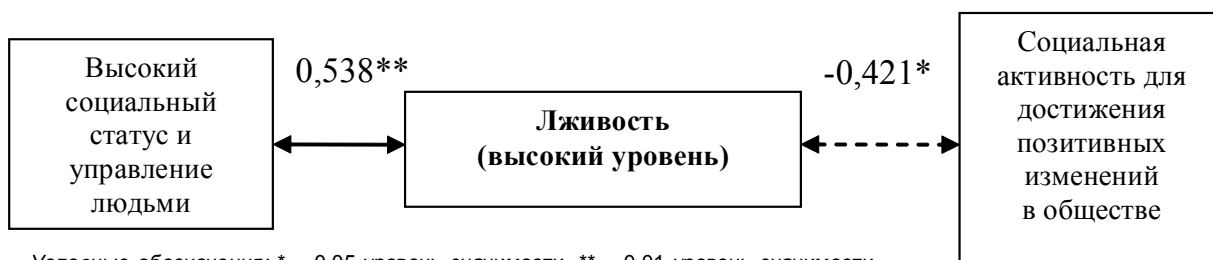 Высокий
социальный
статус и
управление
людьми
0,538**
Лживость
(высокий уровень)
-0,421*
Социальная
активность для
достижения
позитивных
изменений
в обществе
Условные обозначения: * – 0,05 уровень значимости, ** – 0,01 уровень значимости